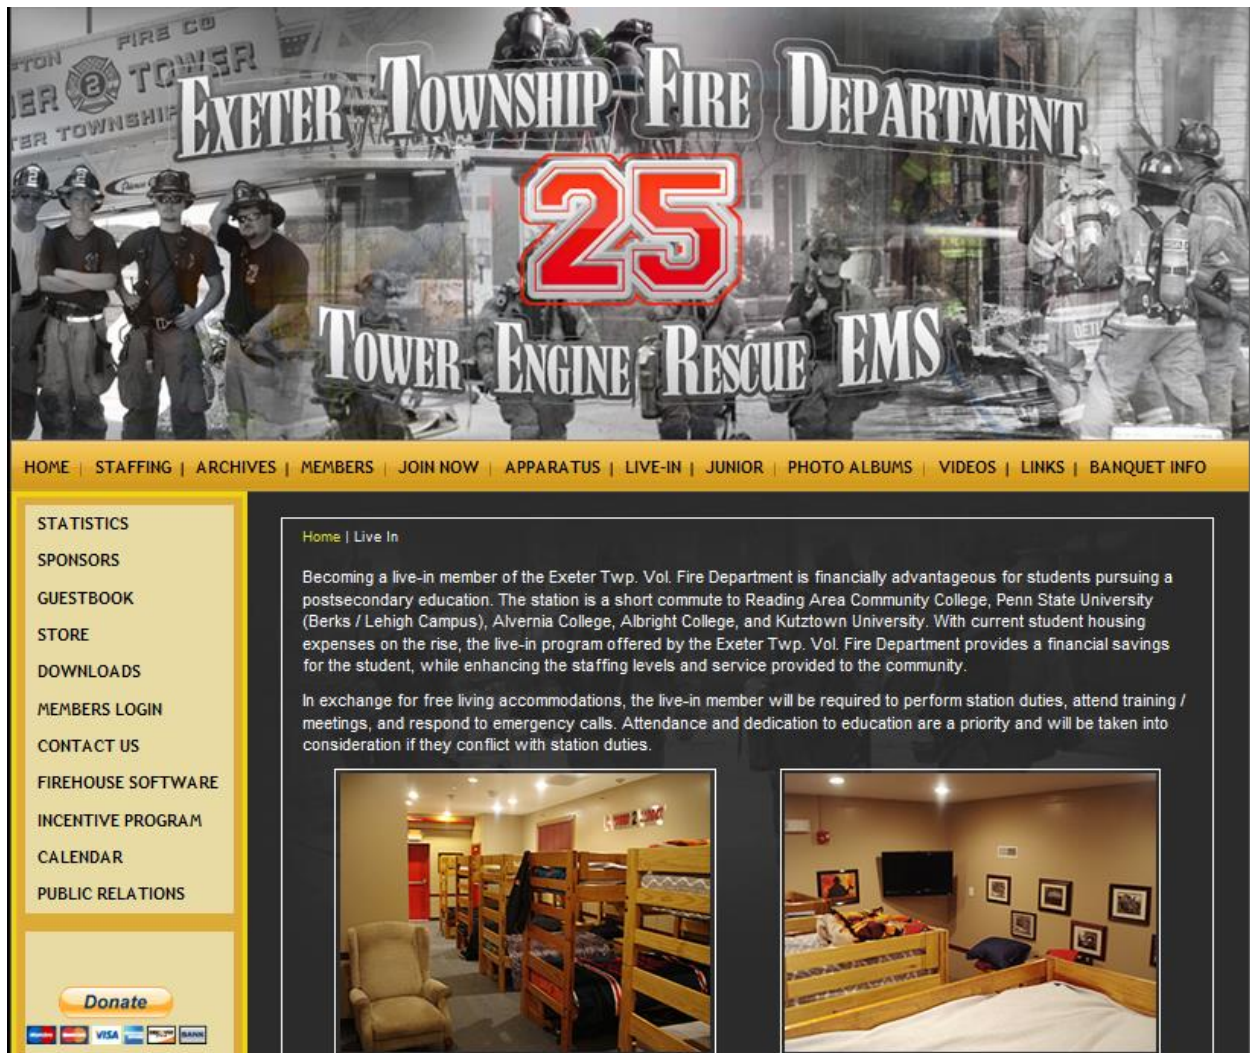 FIRE CO
TOWER
2
EXETER TOWNSHIP FIRE DEPARTMENT
25
TOWER ENGINE RESCUE EMS
HOME | STAFFING | ARCHIVES | MEMBERS | JOIN NOW | APPARATUS | LIVE-IN | JUNIOR | PHOTO ALBUMS | VIDEOS | LINKS | BANQUET INFO
STATISTICS
SPONSORS
GUESTBOOK
STORE
DOWNLOADS
MEMBERS LOGIN
CONTACT US
FIREHOUSE SOFTWARE
INCENTIVE PROGRAM
CALENDAR
PUBLIC RELATIONS
Donate
VISA
BANK
Home | Live In
Becoming a live-in member of the Exeter Twp. Vol. Fire Department is financially advantageous for students pursuing a
postsecondary education. The station is a short commute to Reading Area Community College, Penn State University
(Berks / Lehigh Campus), Alvernia College, Albright College, and Kutztown University. With current student housing
expenses on the rise, the live-in program offered by the Exeter Twp. Vol. Fire Department provides a financial savings
for the student, while enhancing the staffing levels and service provided to the community.
In exchange for free living accommodations, the live-in member will be required to perform station duties, attend training /
meetings, and respond to emergency calls. Attendance and dedication to education are a priority and will be taken into
consideration if they conflict with station duties.